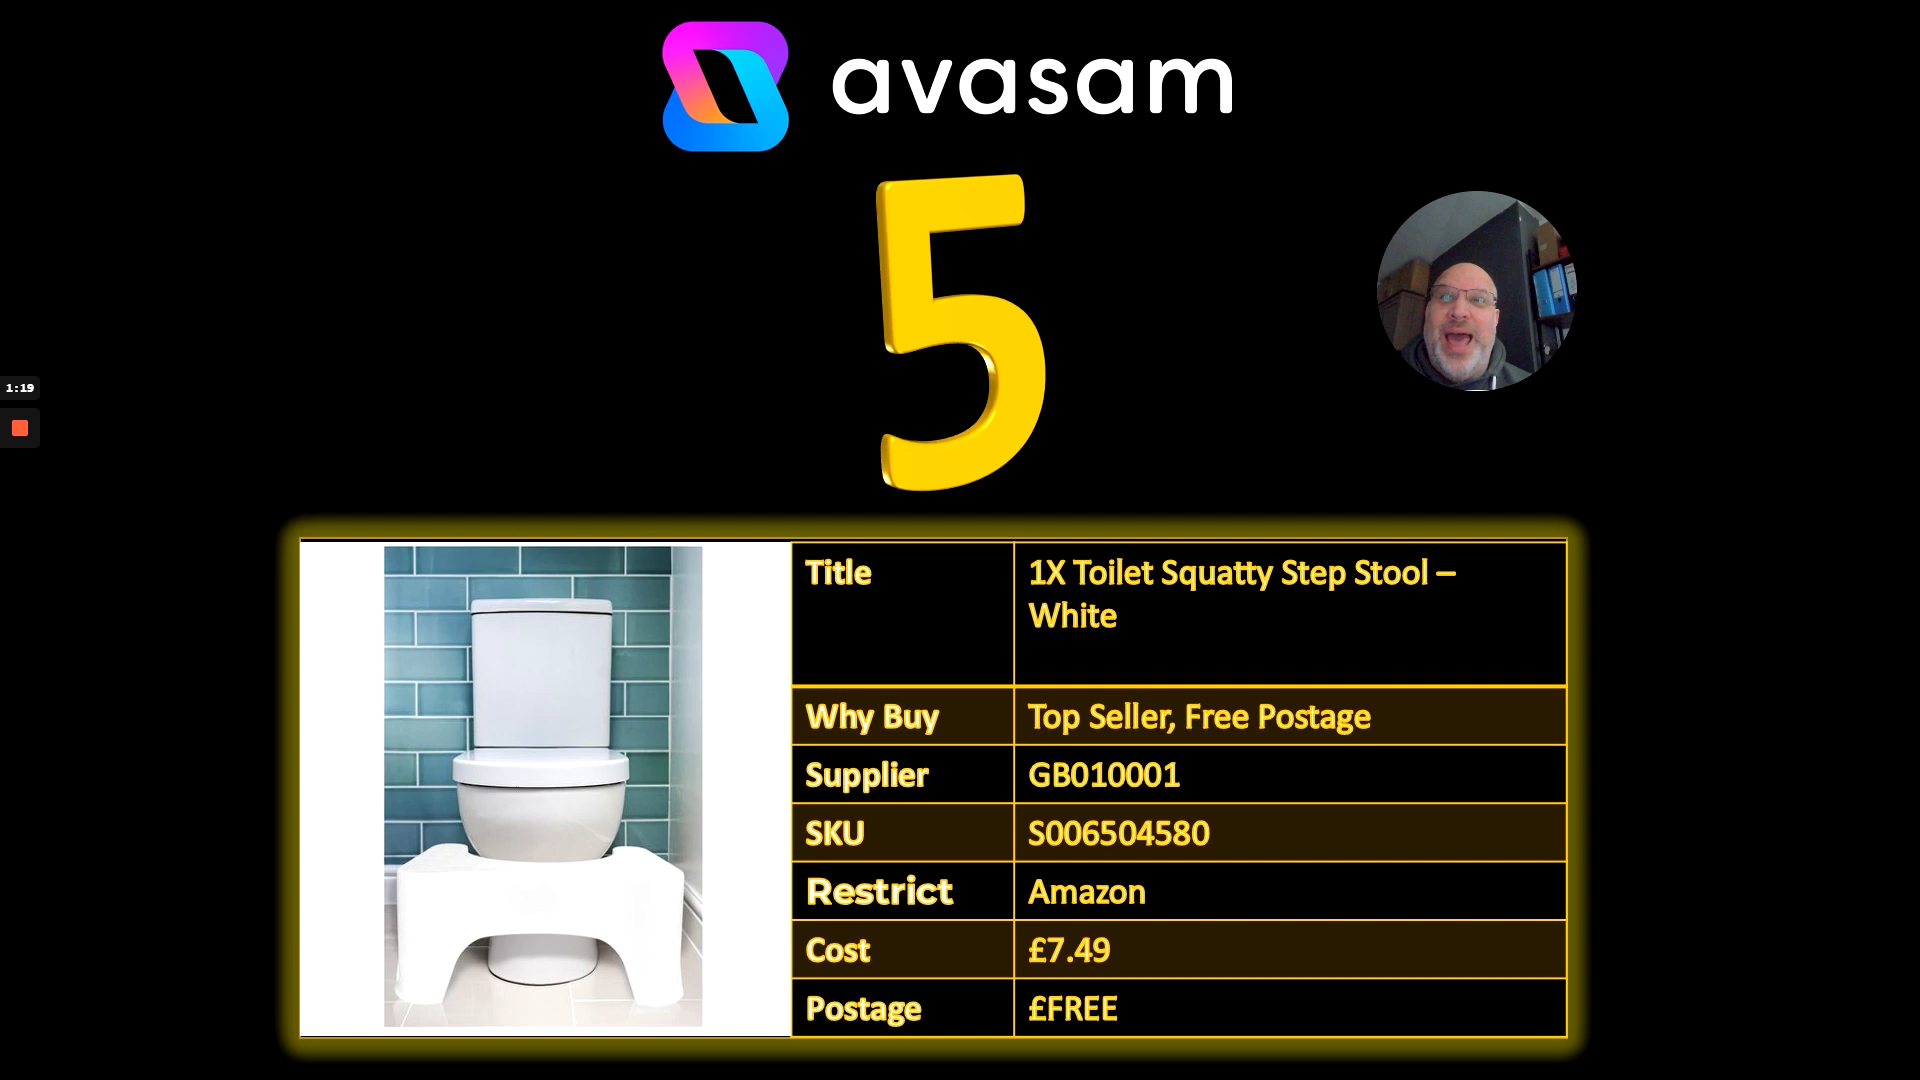 avasam
5
1:19
Title
1X Toilet Squatty Step Stool –
White
Why Buy
Top Seller, Free Postage
Supplier
GB010001
SKU
S006504580
Restrict
Amazon
Cost
£7.49
Postage
£FREE